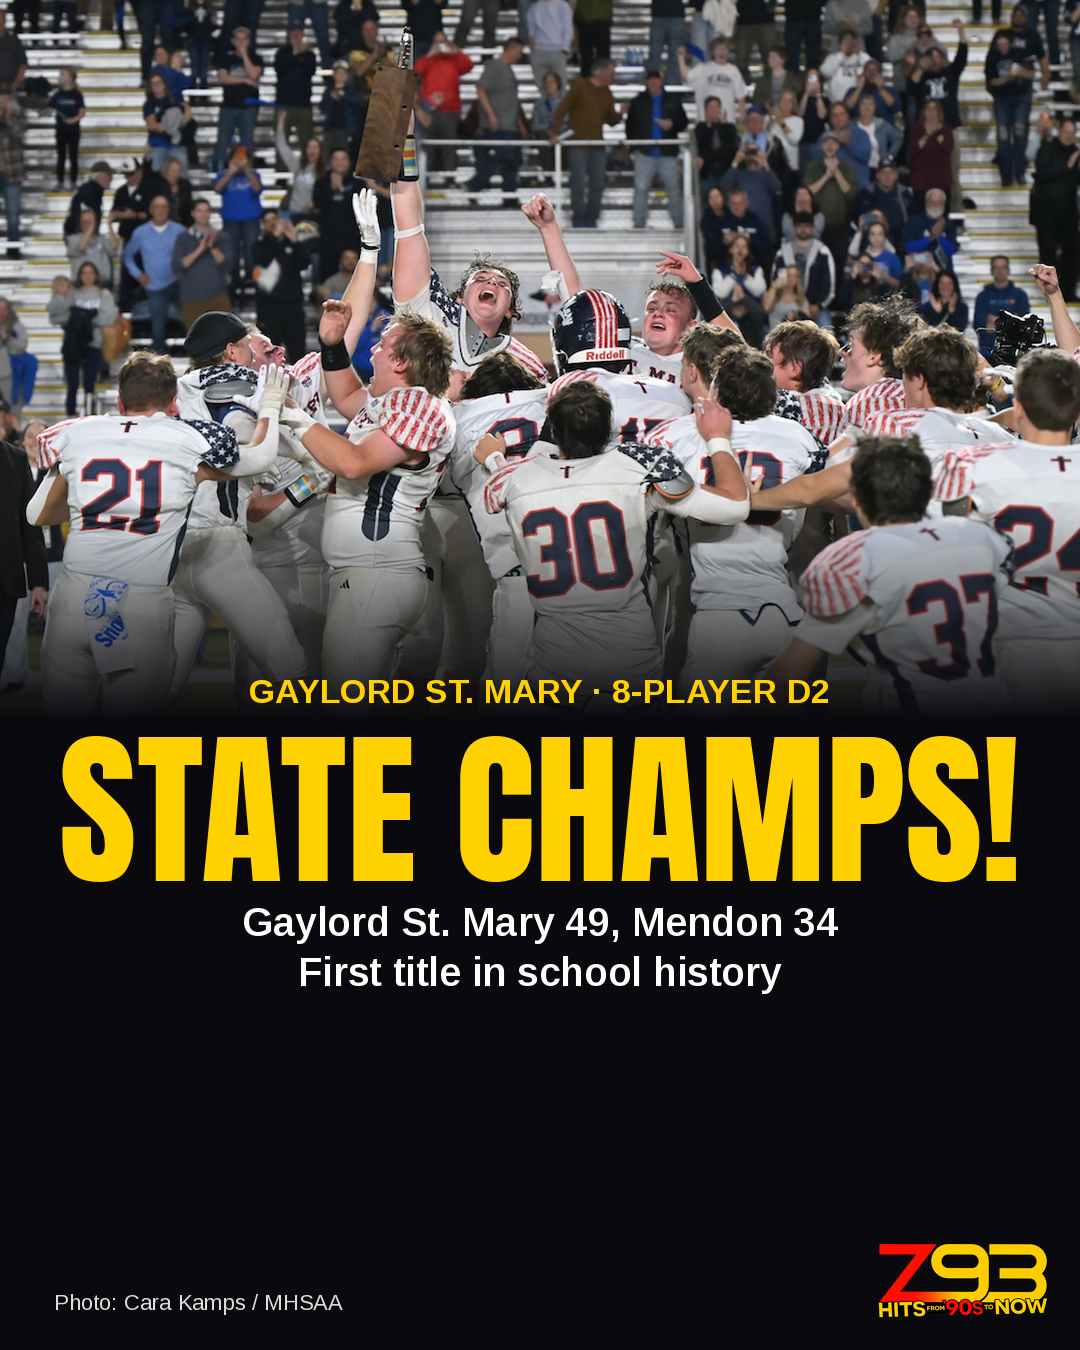 Riddell
21
30
37
24
GAYLORD ST. MARY · 8-PLAYER D2
STATE CHAMPS!
Gaylord St. Mary 49, Mendon 34
First title in school history
Photo: Cara Kamps / MHSAA
Z93
HITS FROM '90S TO NOW